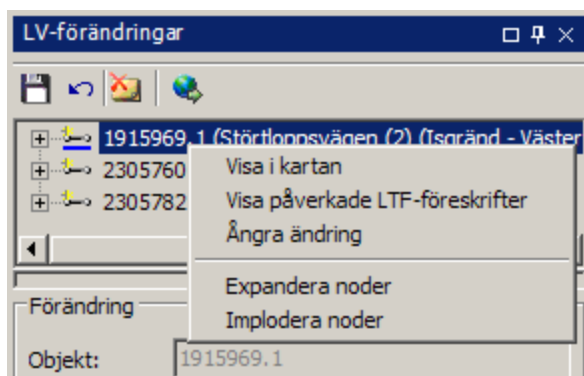 LV-förändringar
1915969.1 (Störtloppsvägen (2) (Isgränd - Väster
2305760
2305782
Visa i kartan
Visa påverkade LTF-föreskrifter
Ångra ändring
Expandera noder
Implodera noder
Förändring
Objekt:
1915969.1